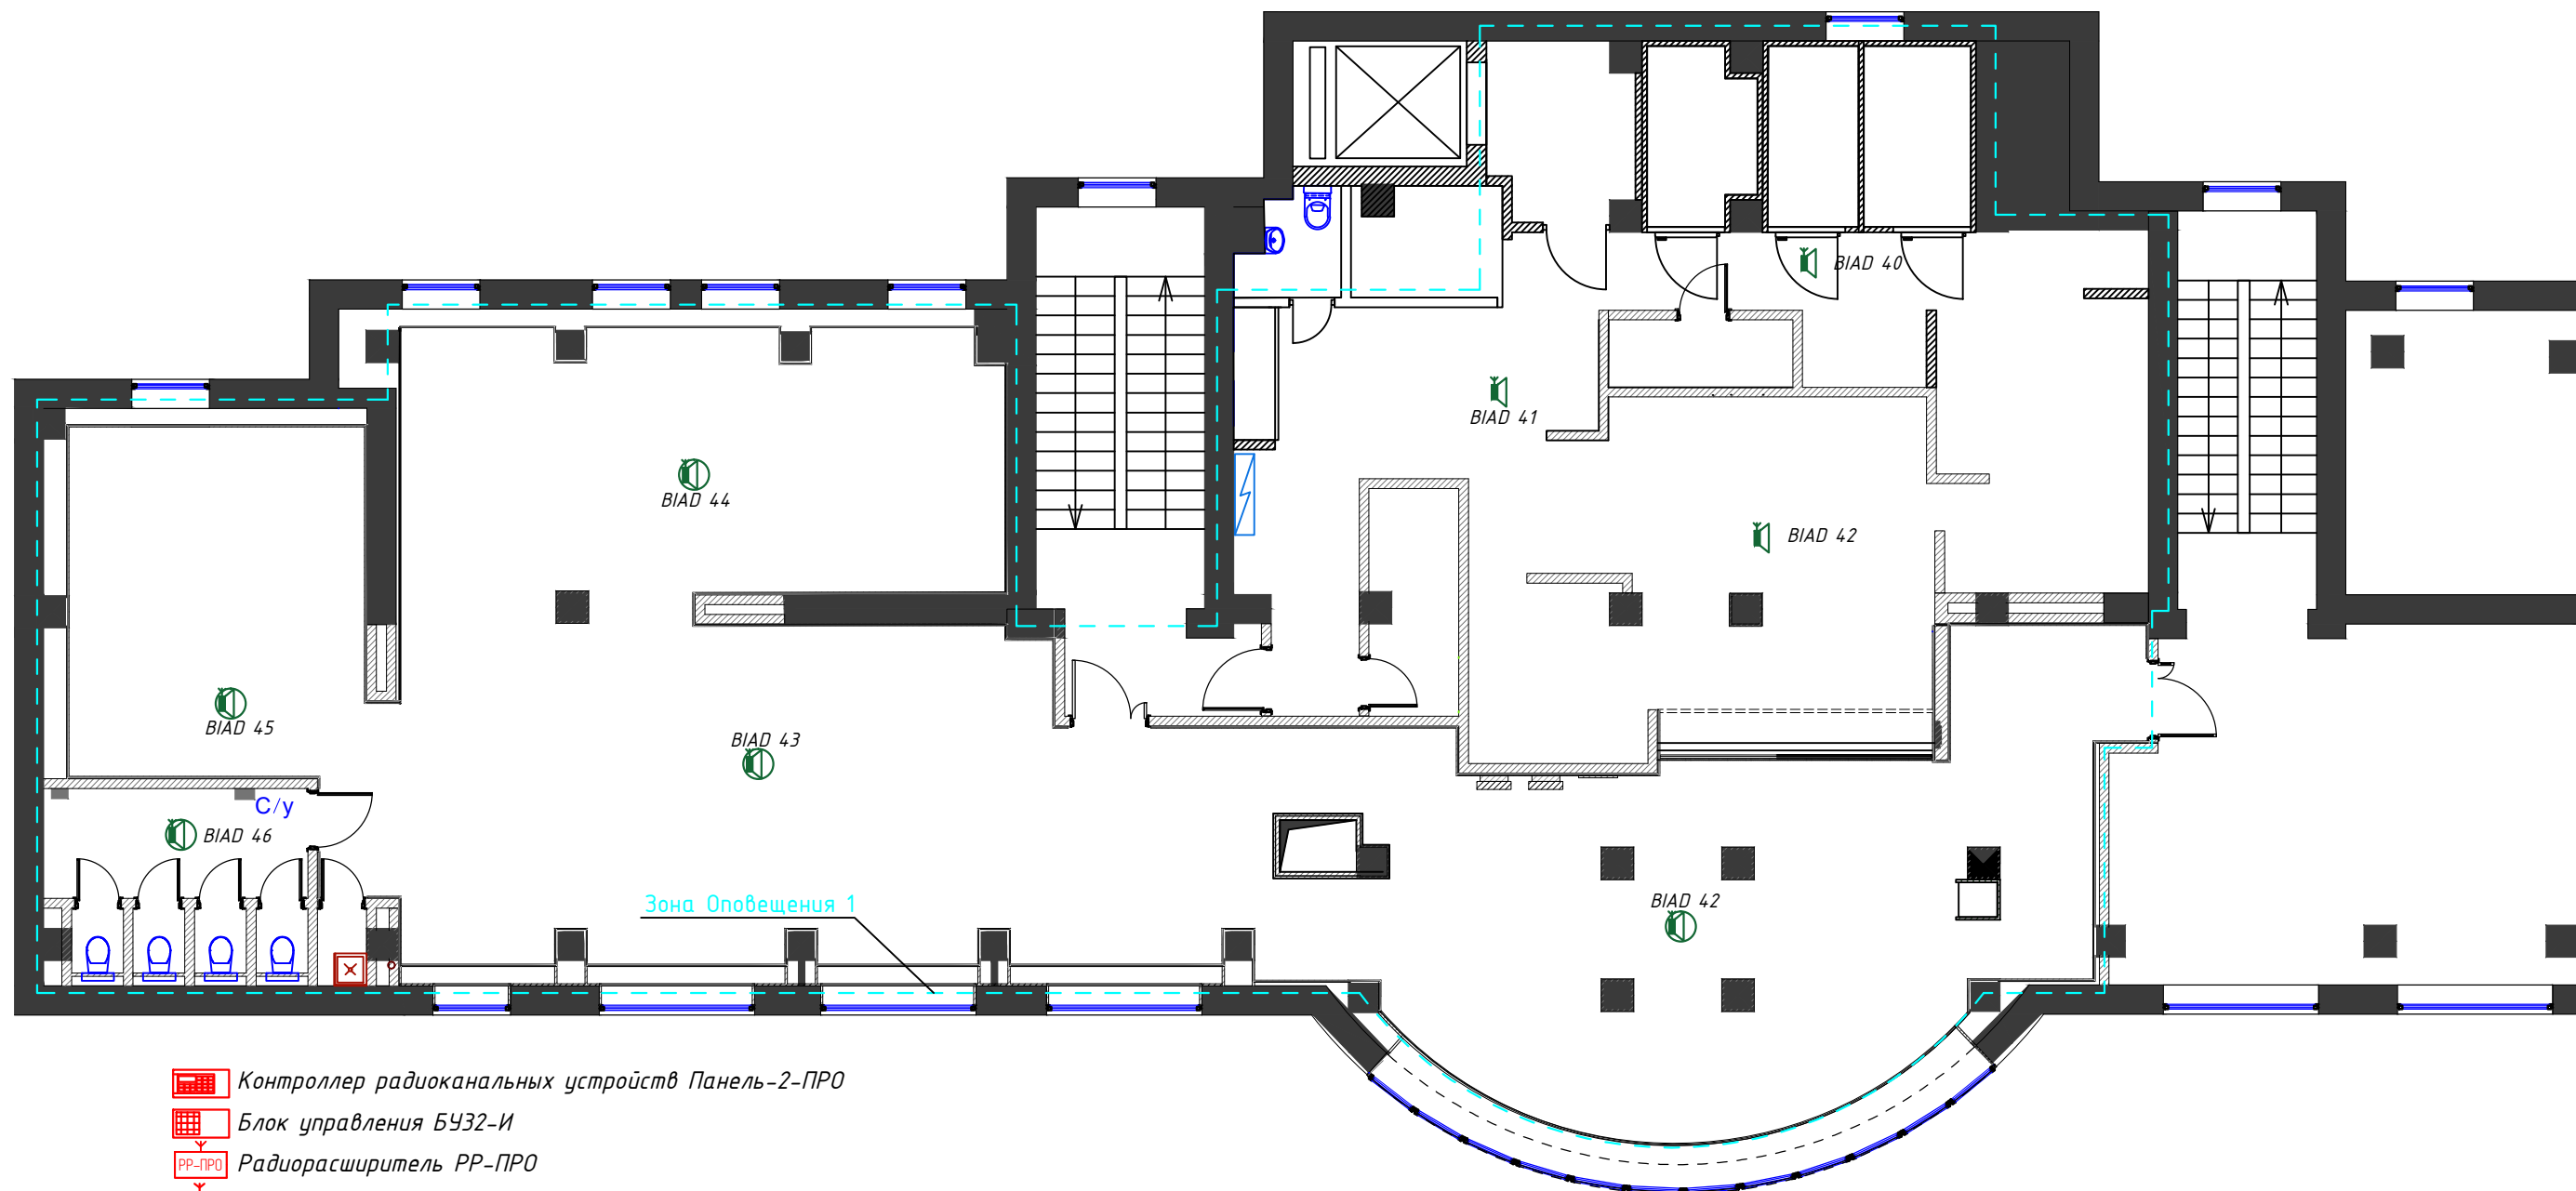 BIAD 40
BIAD 41
BIAD 44
BIAD 42
BIAD 45
BIAD 43
С/у
BIAD 46
Зона Оповещения 1
BIAD 42
Контроллер радиоканальных устройств Панель-2-ПРО
Блок управления БУ32-И
РР-ПРО Радиорасширитель РР-ПРО